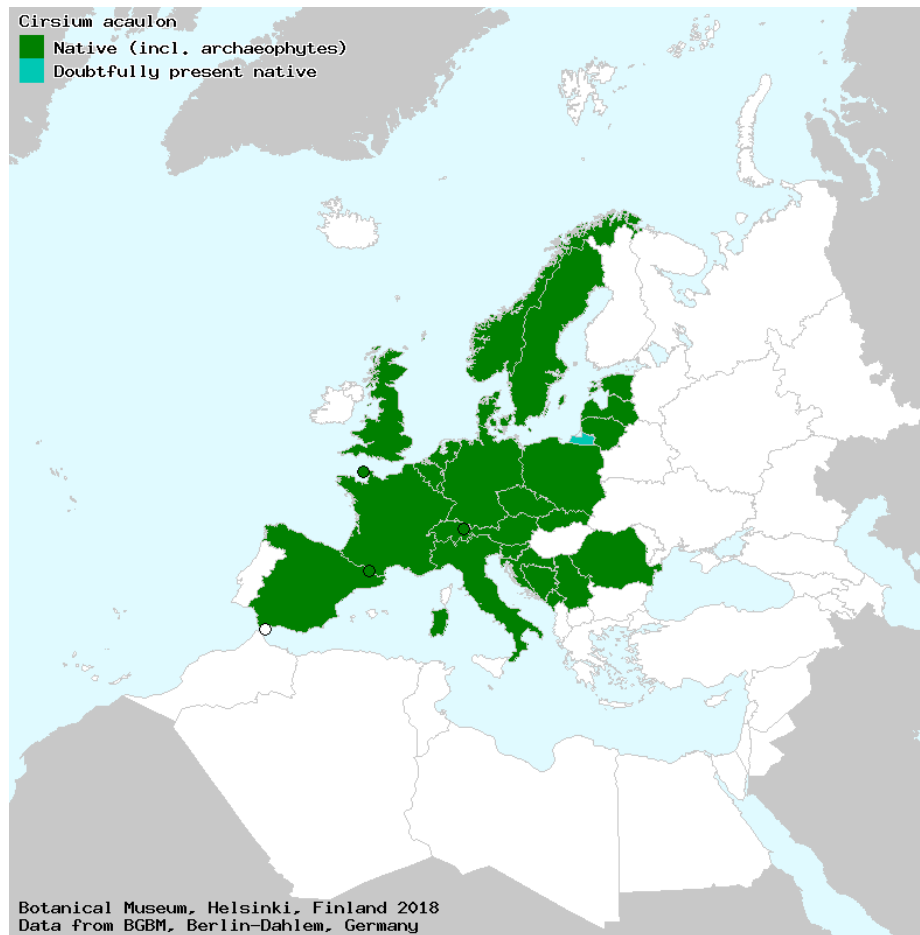 Cirsium acaulon
Native (incl. archaeophytes)
Doubtfully present native
Botanical Museum, Helsinki, Finland 2018
Data from BGBM, Berlin-Dahlem, Germany